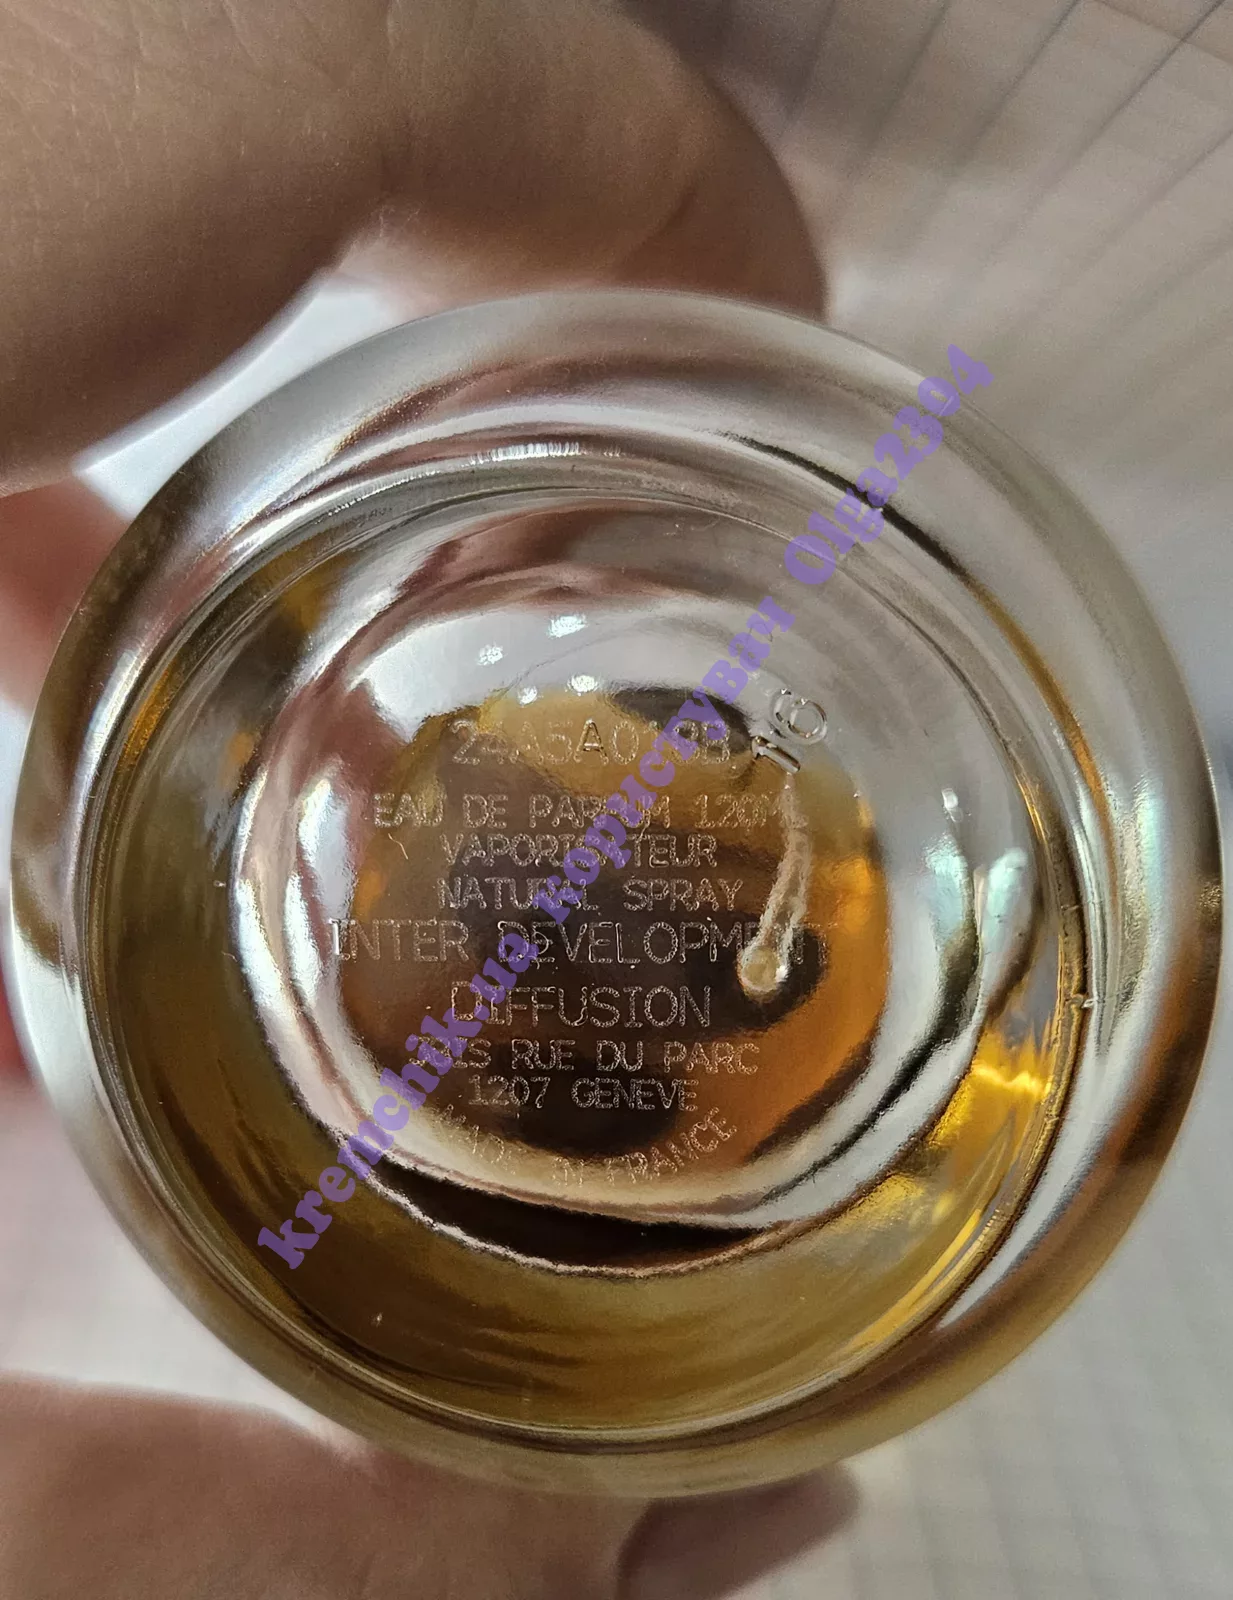 16
EAU DE PARFUM 120ML
VAPORISATEUR
NATURAL SPRAY
INTER DEVELOPMENT
DIFFUSION
RUE DU PARC
1207 GENEVE
FRANCE
kremchik.ua користувач Olga2304